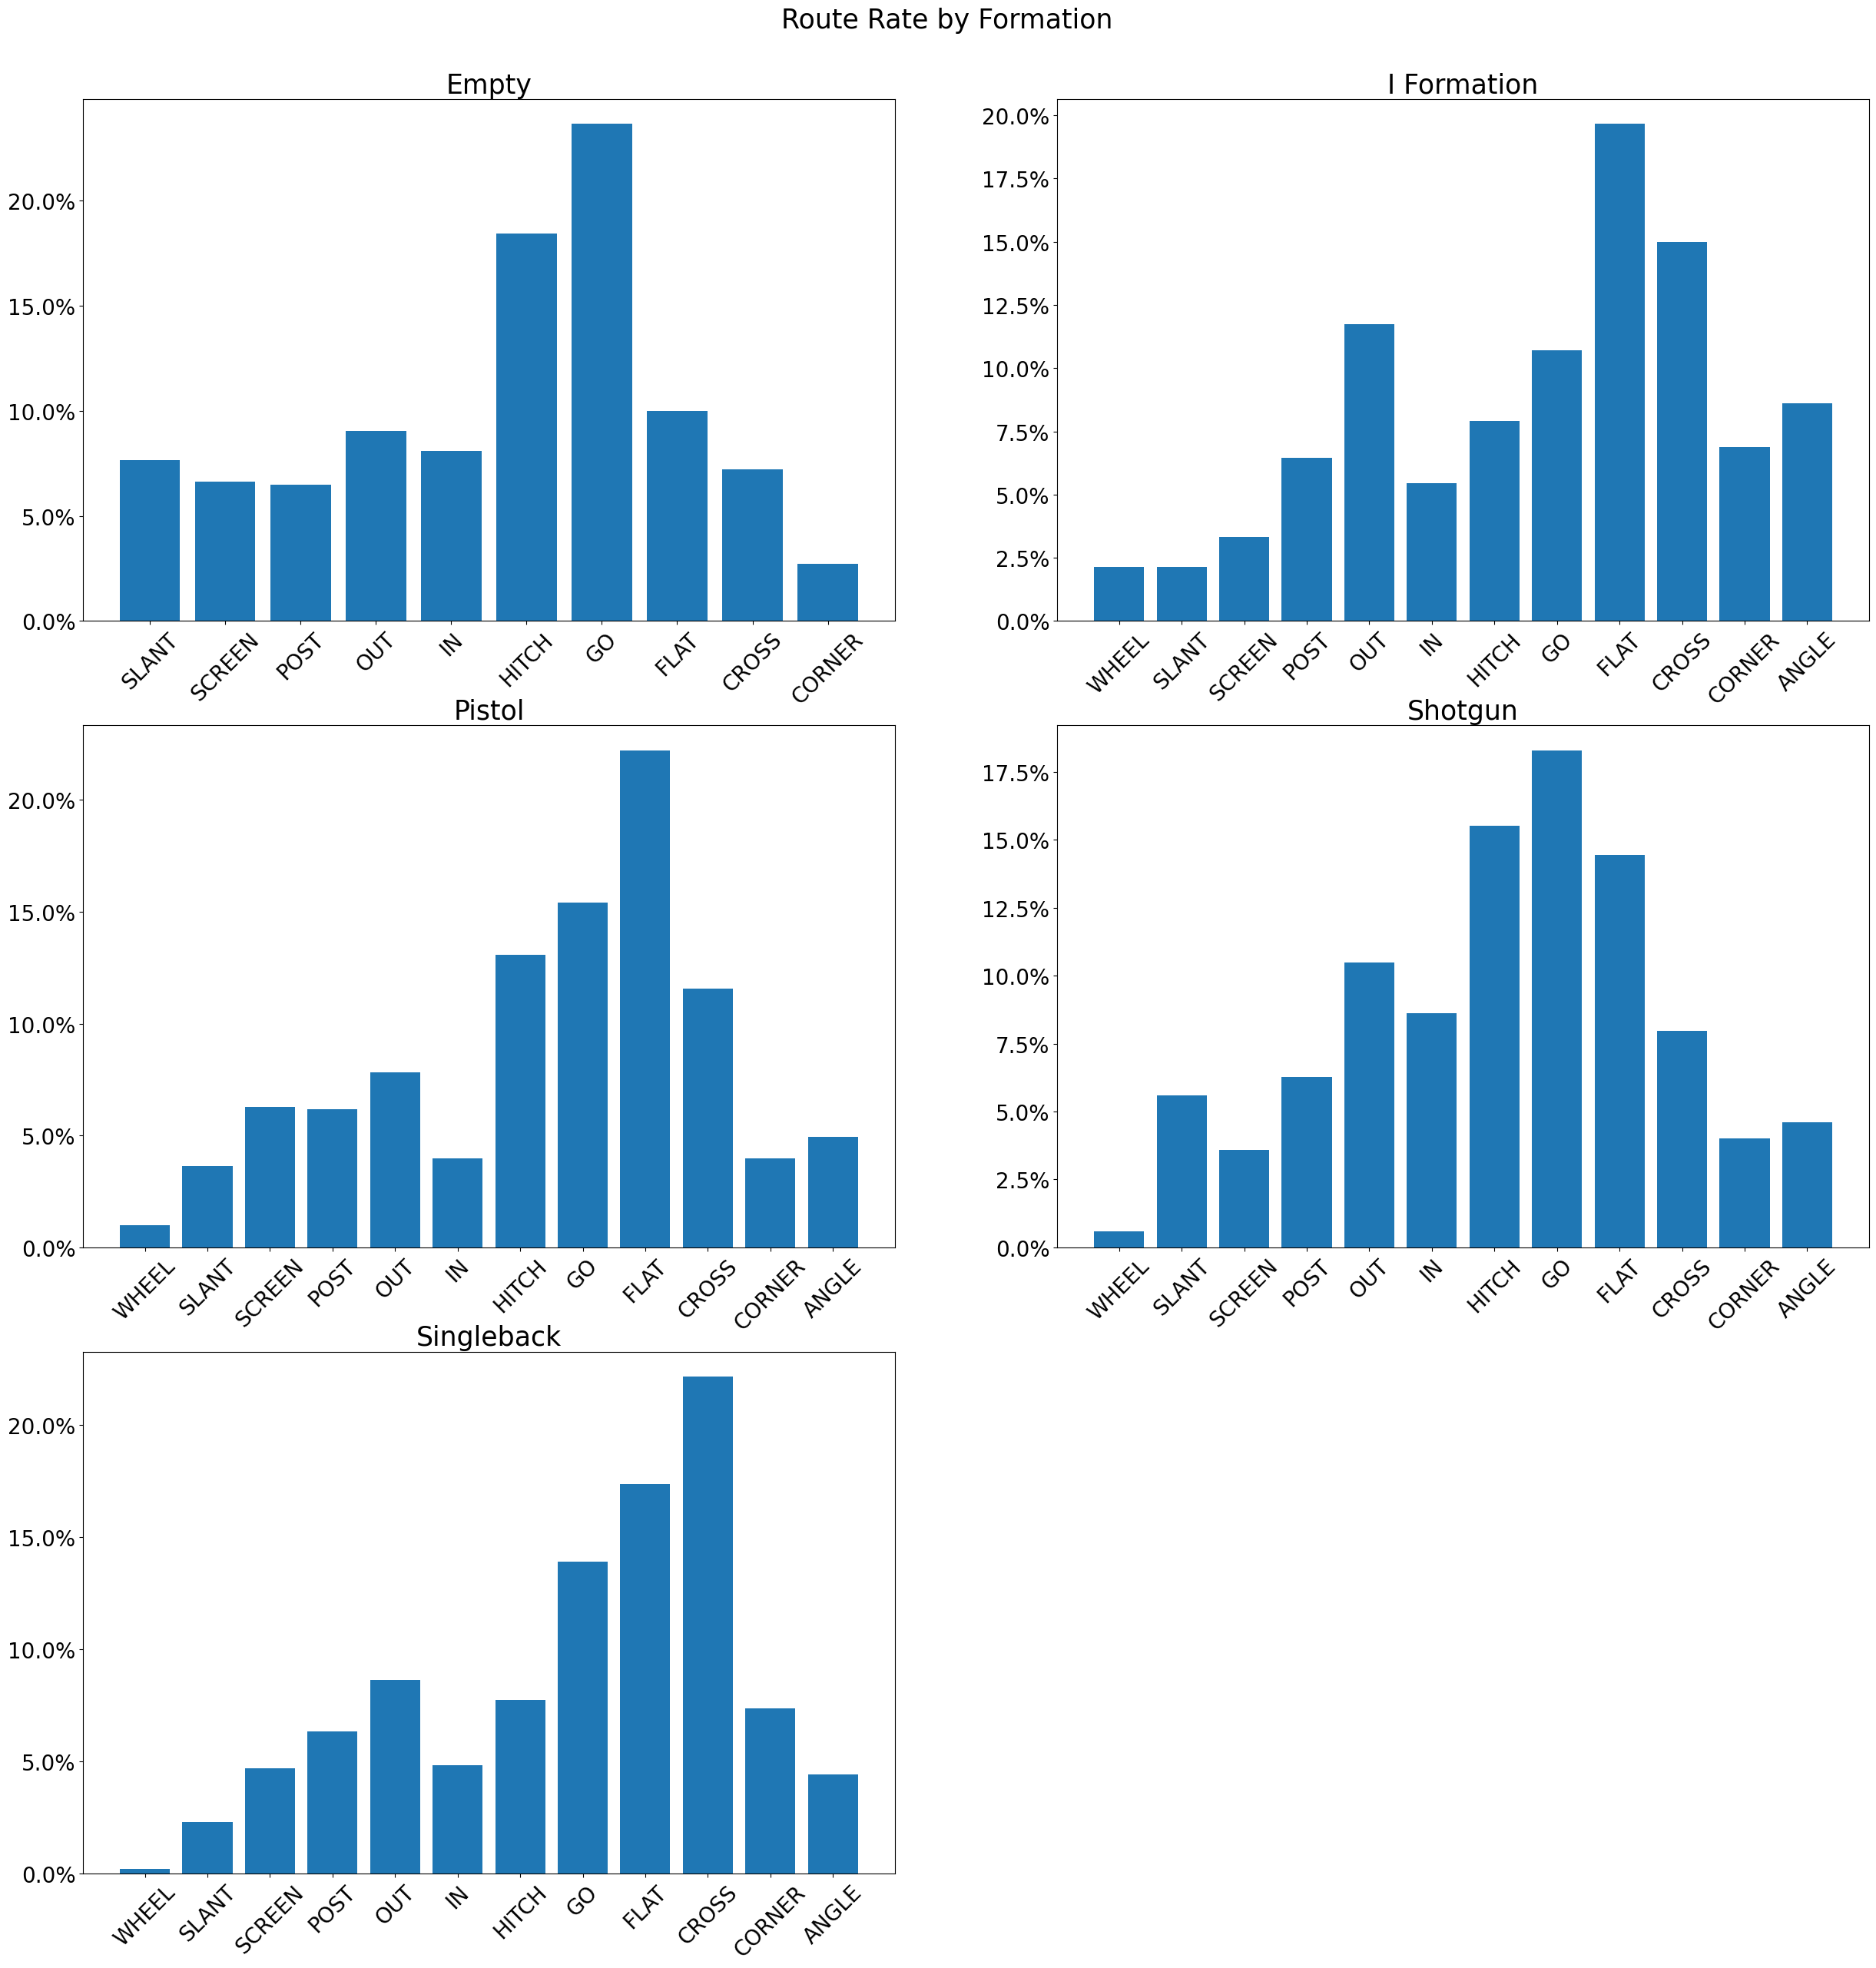 Route Rate by Formation
Empty
20.0%
15.0%
10.0%
5.0%
0.0%
SLANT SCREEN POST OUT IN HITCH GO FLAT CROSS CORNER
I Formation
20.0%
17.5%
15.0%
12.5%
10.0%
7.5%
5.0%
2.5%
0.0%
WHEEL SLANT SCREEN POST OUT IN HITCH GO FLAT CROSS CORNER ANGLE
Pistol
20.0%
15.0%
10.0%
5.0%
0.0%
WHEEL SLANT SCREEN POST OUT IN HITCH GO FLAT CROSS CORNER ANGLE
Shotgun
17.5%
15.0%
12.5%
10.0%
7.5%
5.0%
2.5%
0.0%
WHEEL SLANT SCREEN POST OUT IN HITCH GO FLAT CROSS CORNER ANGLE
Singleback
20.0%
15.0%
10.0%
5.0%
0.0%
WHEEL SLANT SCREEN POST OUT IN HITCH GO FLAT CROSS CORNER ANGLE